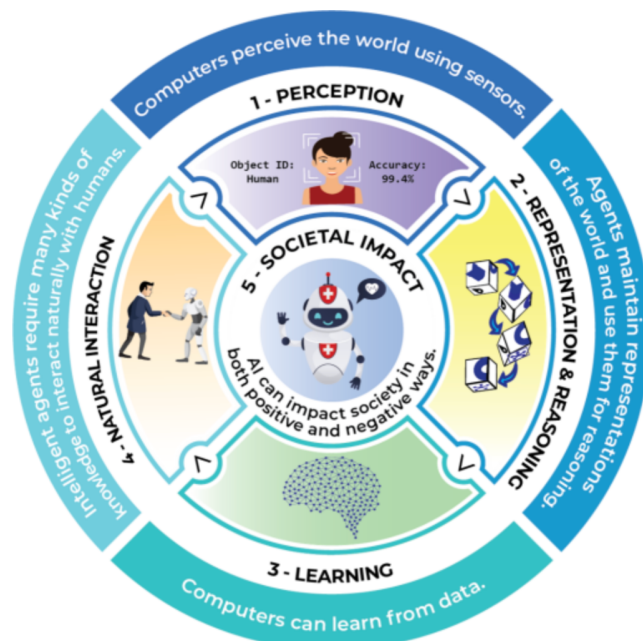 Computers perceive the world using sensors.
1 - PERCEPTION
Object ID:
Human
Accuracy:
99.4%
2 - REPRESENTATION & REASONING
Agents maintain representations
of the world and use them for reasoning.
3 - LEARNING
Computers can learn from data.
4 - NATURAL INTERACTION
Intelligent agents require many kinds of
knowledge to interact naturally with humans.
5 - SOCIETAL IMPACT
AI can impact society in
both positive and negative ways.